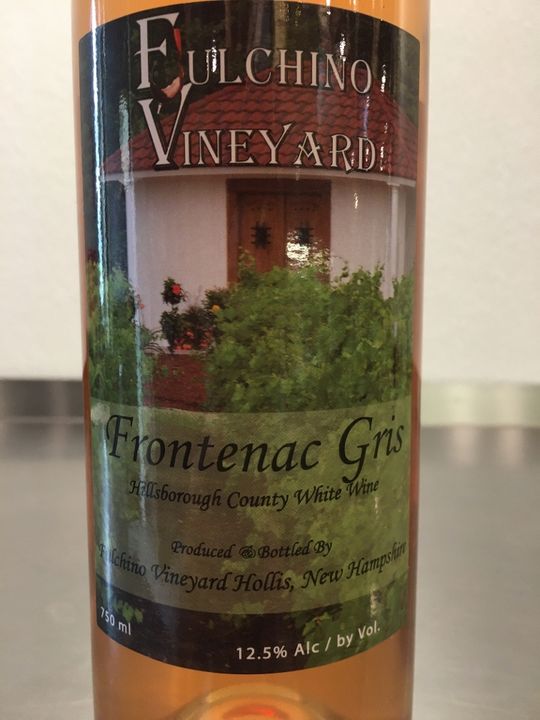 FULCHINO
VINEYARD
Frontenac Gris
Hillsborough County White Wine
Produced & Bottled By
Fulchino Vineyard Hollis, New Hampshire
750 ml
12.5% Alc / by Vol.